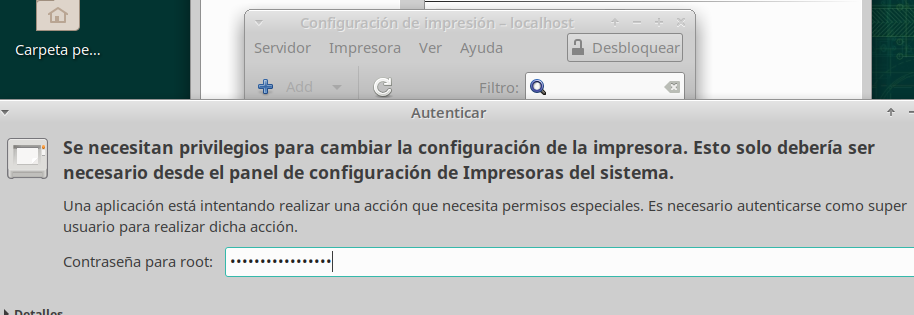 Carpeta pe...
Configuración de impresión – localhost
Servidor Impresora Ver Ayuda Desbloquear
Add Filtro:
Autenticar
Se necesitan privilegios para cambiar la configuración de la impresora. Esto solo debería ser
necesario desde el panel de configuración de Impresoras del sistema.
Una aplicación está intentando realizar una acción que necesita permisos especiales. Es necesario autenticarse como super
usuario para realizar dicha acción.
Contraseña para root: •••••••••••••••••
Detalles